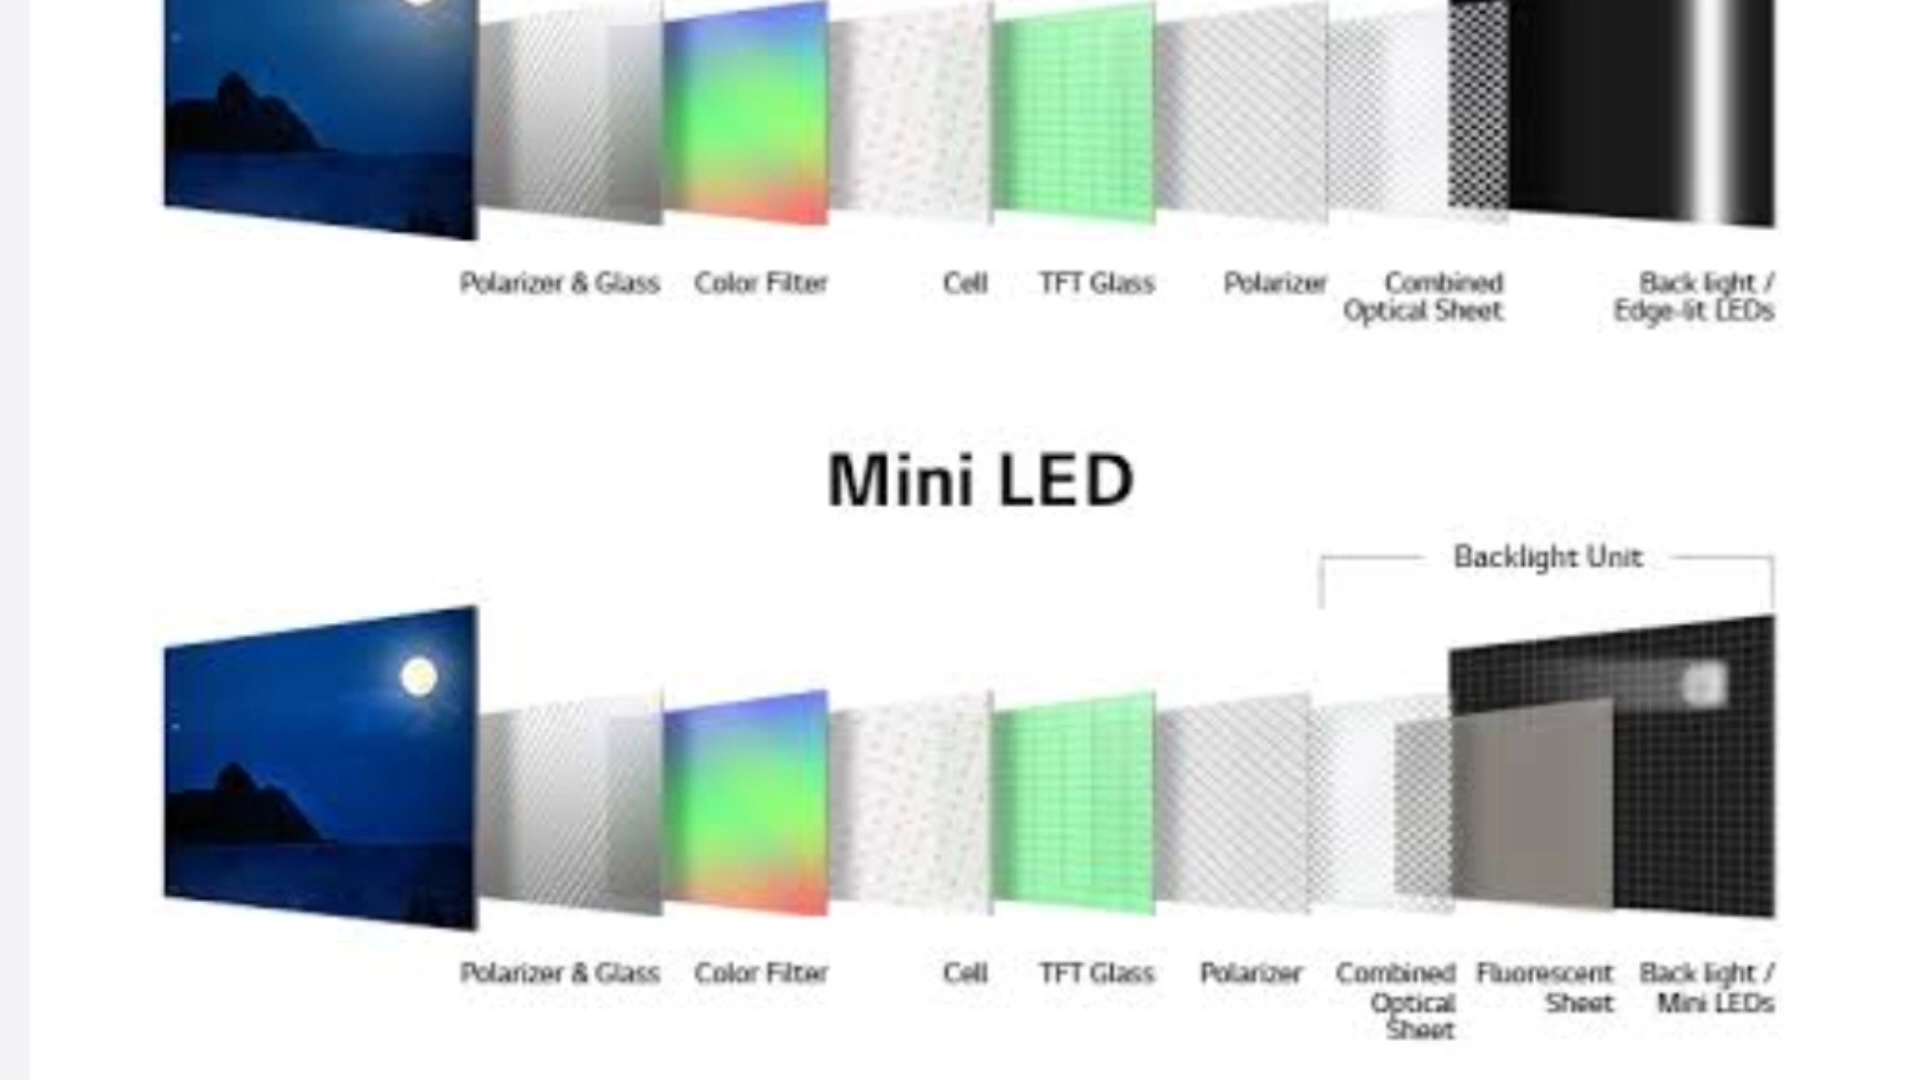 Polarizer & Glass
Color Filter
Cell
TFT Glass
Polarizer
Combined
Optical Sheet
Back light /
Edge-lit LEDs
Mini LED
Backlight Unit
Polarizer & Glass
Color Filter
Cell
TFT Glass
Polarizer
Combined
Optical
Sheet
Fluorescent
Sheet
Back light /
Mini LEDs